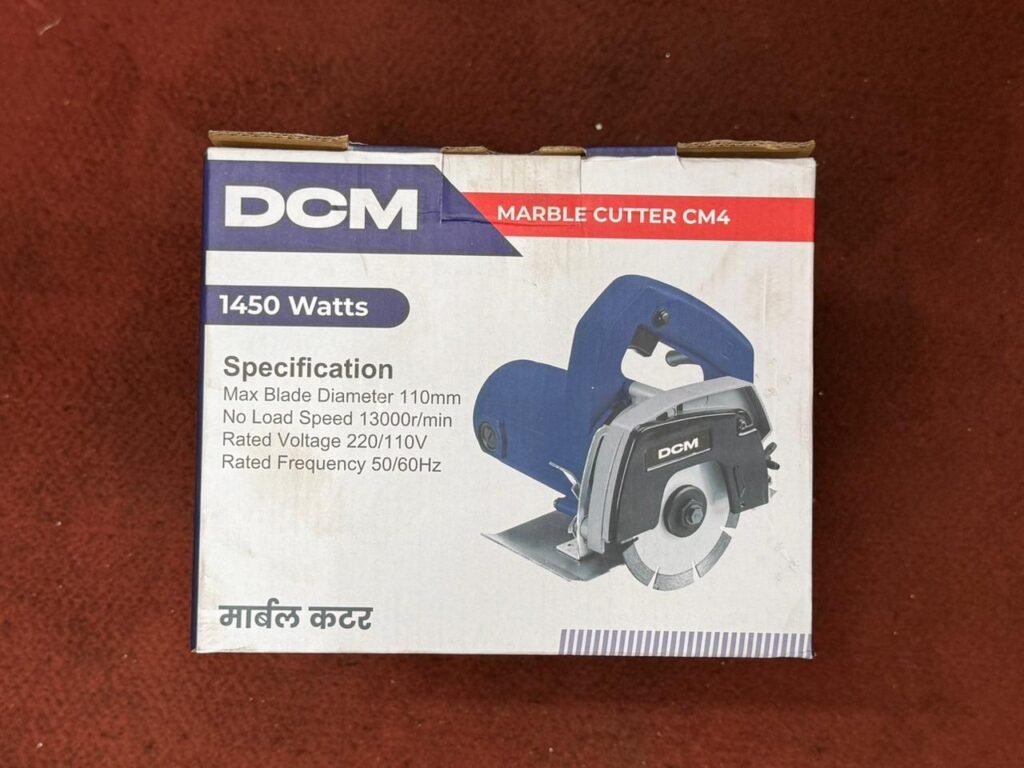 DCM
MARBLE CUTTER CM4
1450 Watts
Specification
Max Blade Diameter 110mm
No Load Speed 13000r/min
Rated Voltage 220/110V
Rated Frequency 50/60Hz
DCM
मार्बल कटर